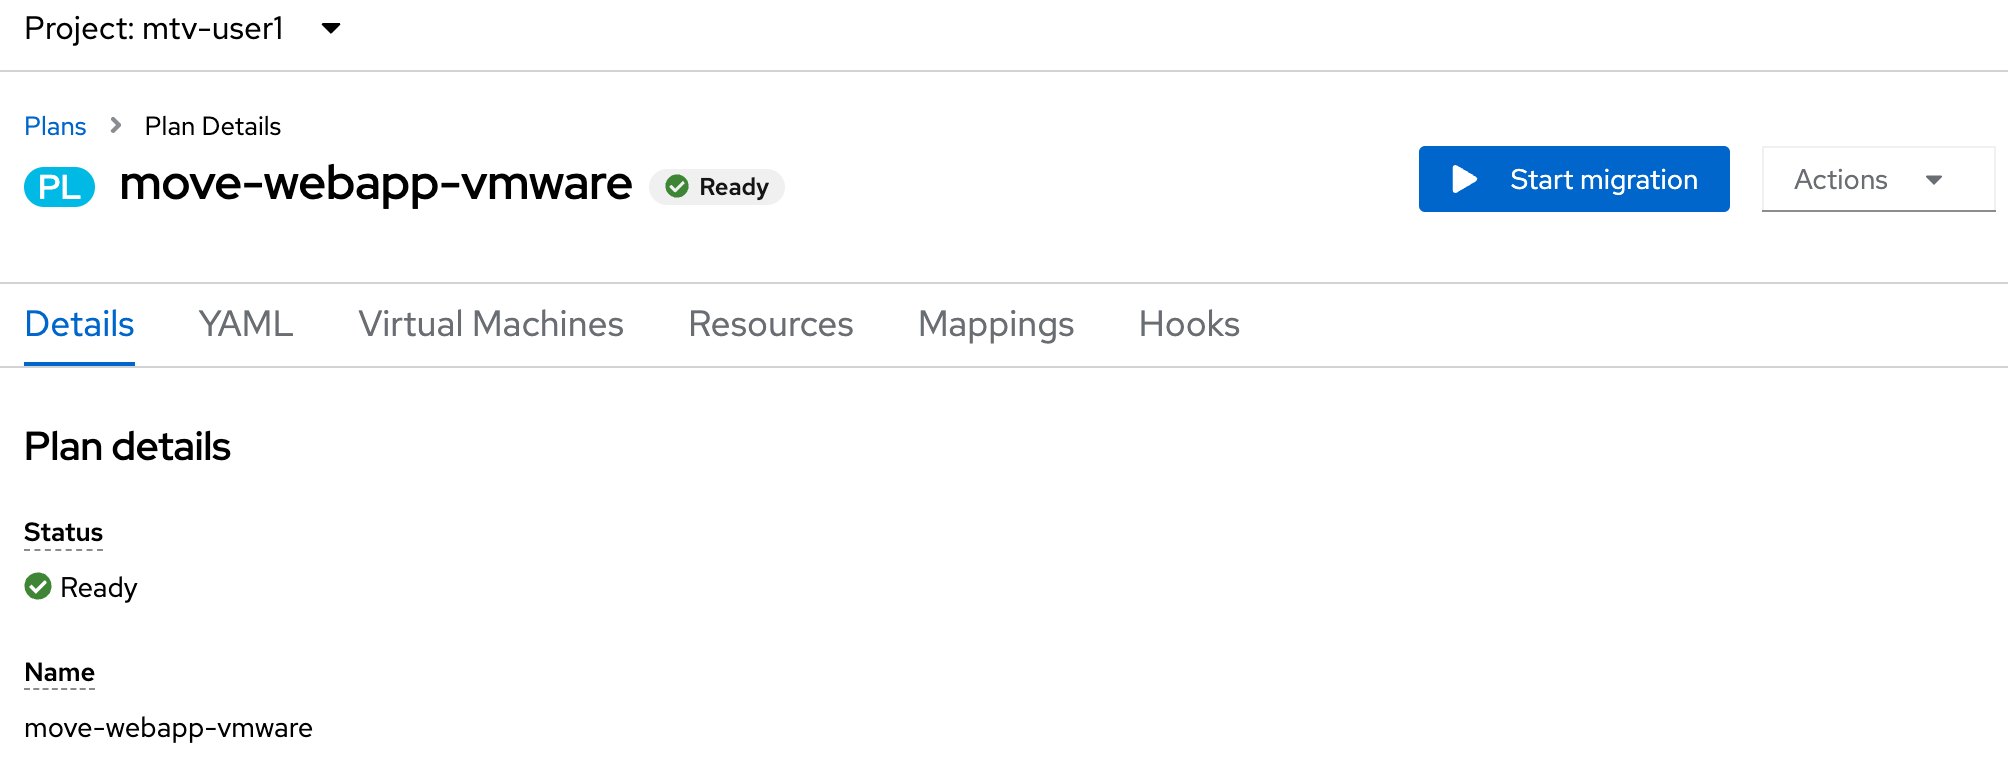 Project: mtv-user1
Plans > Plan Details
PL move-webapp-vmware Ready
Start migration Actions
Details YAML Virtual Machines Resources Mappings Hooks
Plan details
Status
Ready
Name
move-webapp-vmware